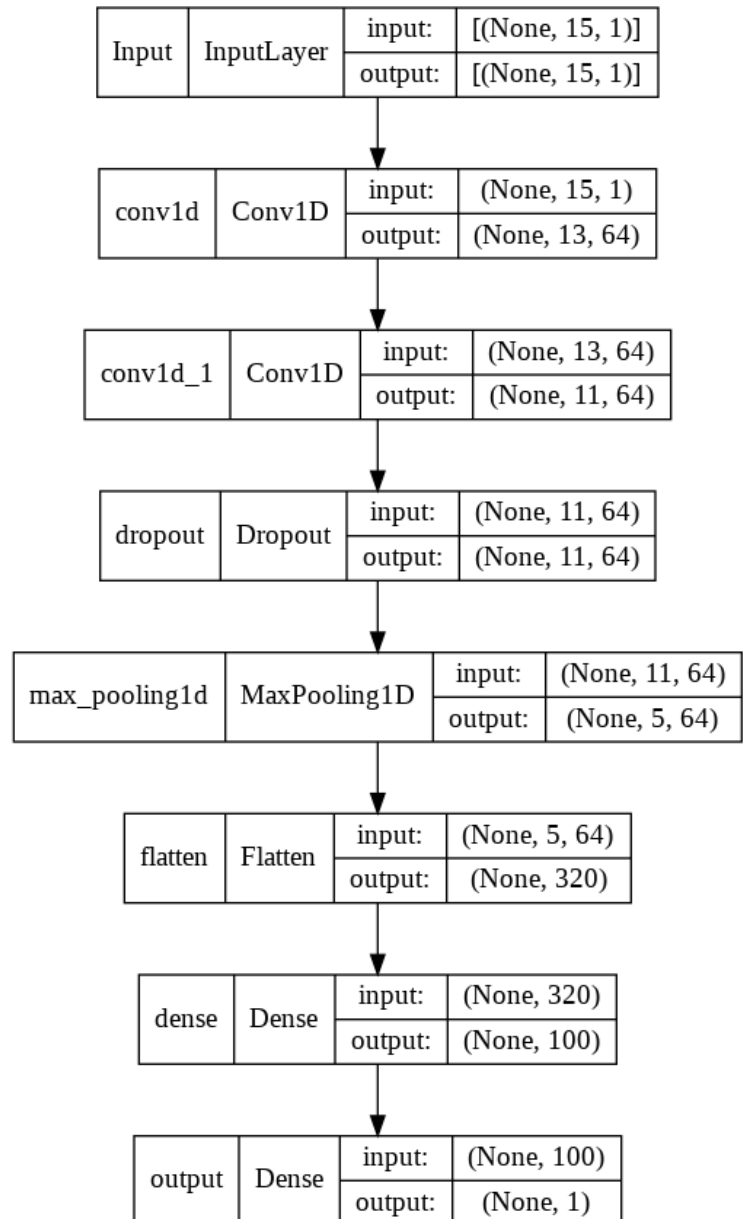 Input InputLayer input: [(None, 15, 1)]
output: [(None, 15, 1)]
conv1d Conv1D input: (None, 15, 1)
output: (None, 13, 64)
conv1d_1 Conv1D input: (None, 13, 64)
output: (None, 11, 64)
dropout Dropout input: (None, 11, 64)
output: (None, 11, 64)
max_pooling1d MaxPooling1D input: (None, 11, 64)
output: (None, 5, 64)
flatten Flatten input: (None, 5, 64)
output: (None, 320)
dense Dense input: (None, 320)
output: (None, 100)
output Dense input: (None, 100)
output: (None, 1)